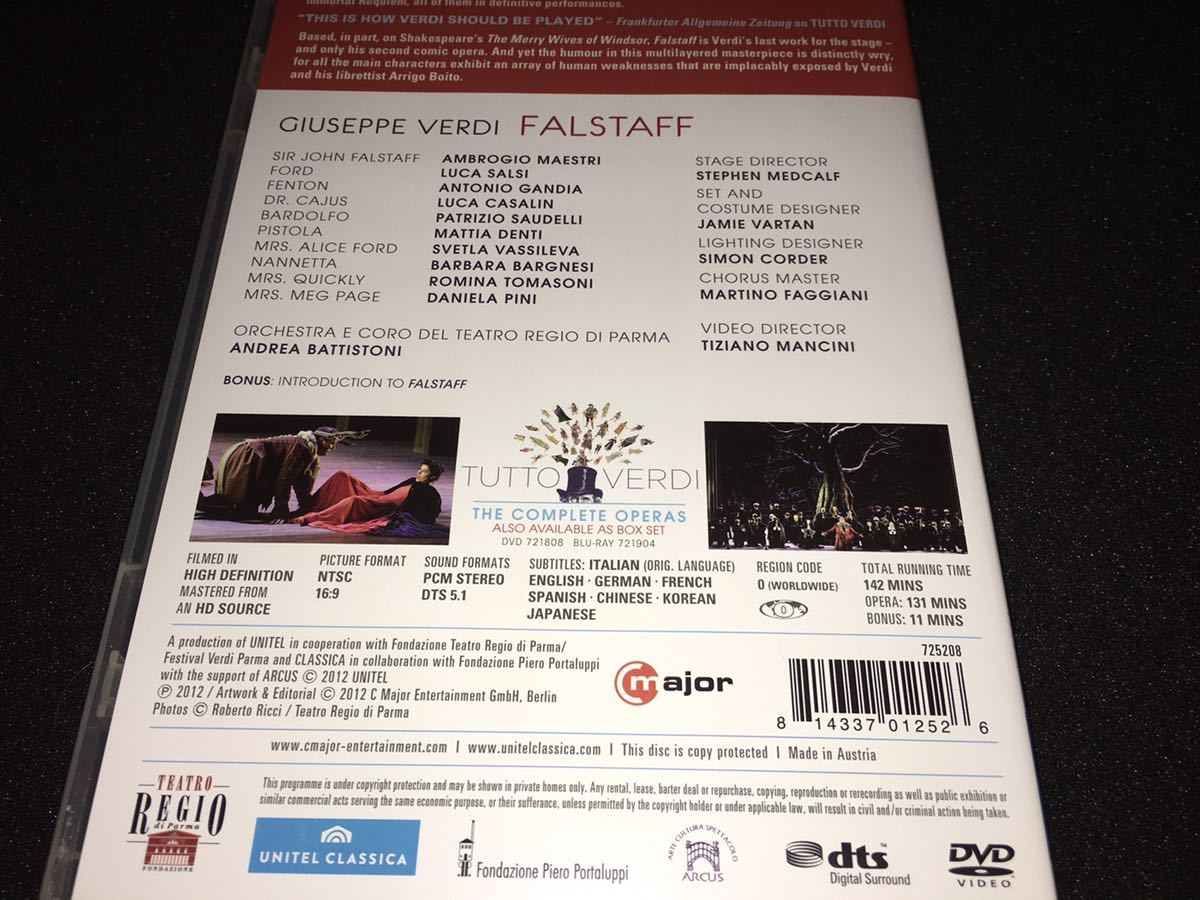 Immortal Requiem, all of them in definitive performances.
"THIS IS HOW VERDI SHOULD BE PLAYED" – Frankfurter Allgemeine Zeitung on TUTTO VERDI
Based, in part, on Shakespeare's The Merry Wives of Windsor, Falstaff is Verdi's last work for the stage –
and only his second comic opera. And yet the humour in this multilayered masterpiece is distinctly wry,
for all the main characters exhibit an array of human weaknesses that are implacably exposed by Verdi
and his librettist Arrigo Boito.
GIUSEPPE VERDI FALSTAFF
SIR JOHN FALSTAFF AMBROGIO MAESTRI
FORD LUCA SALSI
FENTON ANTONIO GANDIA
DR. CAJUS LUCA CASALIN
BARDOLFO PATRIZIO SAUDELLI
PISTOLA MATTIA DENTI
MRS. ALICE FORD SVETLA VASSILEVA
NANNETTA BARBARA BARGNESI
MRS. QUICKLY ROMINA TOMASONI
MRS. MEG PAGE DANIELA PINI
ORCHESTRA E CORO DEL TEATRO REGIO DI PARMA
ANDREA BATTISTONI
STAGE DIRECTOR
STEPHEN MEDCALF
SET AND
COSTUME DESIGNER
JAMIE VARTAN
LIGHTING DESIGNER
SIMON CORDER
CHORUS MASTER
MARTINO FAGGIANI
VIDEO DIRECTOR
TIZIANO MANCINI
BONUS: INTRODUCTION TO FALSTAFF
TUTTO VERDI
THE COMPLETE OPERAS
ALSO AVAILABLE AS BOX SET
DVD 721808 BLU-RAY 721904
FILMED IN
HIGH DEFINITION
MASTERED FROM
AN HD SOURCE
PICTURE FORMAT
NTSC
16:9
SOUND FORMATS
PCM STEREO
DTS 5.1
SUBTITLES: ITALIAN (ORIG. LANGUAGE)
ENGLISH · GERMAN · FRENCH
SPANISH · CHINESE · KOREAN
JAPANESE
REGION CODE
0 (WORLDWIDE)
0
TOTAL RUNNING TIME
142 MINS
OPERA: 131 MINS
BONUS: 11 MINS
A production of UNITEL in cooperation with Fondazione Teatro Regio di Parma/
Festival Verdi Parma and CLASSICA in collaboration with Fondazione Piero Portaluppi
with the support of ARCUS © 2012 UNITEL
℗ 2012 / Artwork & Editorial © 2012 C Major Entertainment GmbH, Berlin
Photos © Roberto Ricci / Teatro Regio di Parma
C major
725208
8 14337 01252 6
www.cmajor-entertainment.com I www.unitelclassica.com I This disc is copy protected I Made in Austria
TEATRO
REGIO
di Parma
FONDAZIONE
This programme is under copyright protection and may be shown in private homes only. Any rental, lease, barter deal or repurchase, copying, reproduction or rerecording as well as public exhibition or
similar commercial acts serving the same economic purpose, or their sufferance, unless permitted by the copyright holder or under applicable law, will result in civil and/or criminal action being taken.
UNITEL CLASSICA
Fondazione Piero Portaluppi
ARTE CULTURA SPETTACOLO
ARCUS
dts™
Digital Surround
DVD
VIDEO™